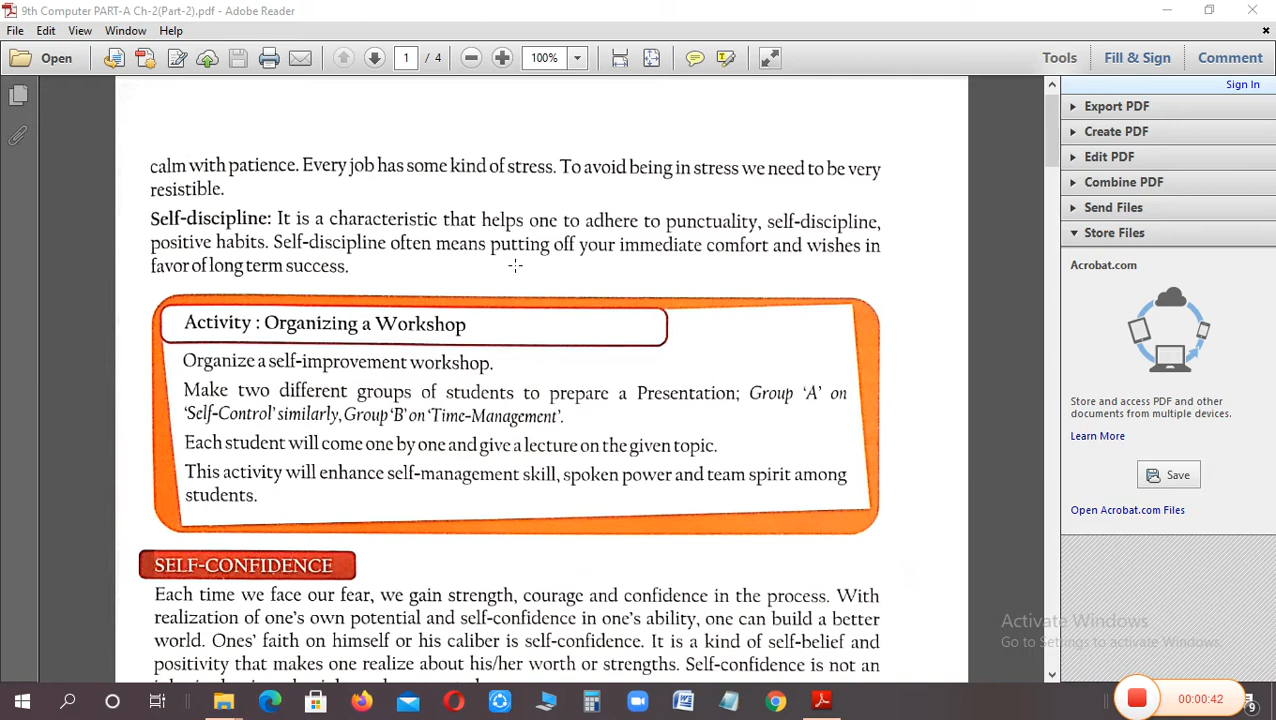 9th Computer PART-A Ch-2(Part-2).pdf - Adobe Reader
File Edit View Window Help
Open 1 / 4 100% Tools Fill & Sign Comment
Sign In
Export PDF
Create PDF
Edit PDF
Combine PDF
Send Files
Store Files
Acrobat.com
Store and access PDF and other
documents from multiple devices.
Learn More
Save
Open Acrobat.com Files
calm with patience. Every job has some kind of stress. To avoid being in stress we need to be very
resistible.
Self-discipline: It is a characteristic that helps one to adhere to punctuality, self-discipline,
positive habits. Self-discipline often means putting off your immediate comfort and wishes in
favor of long term success.
Activity : Organizing a Workshop
Organize a self-improvement workshop.
Make two different groups of students to prepare a Presentation; Group ‘A’ on
‘Self-Control’ similarly, Group ‘B’ on ‘Time-Management’.
Each student will come one by one and give a lecture on the given topic.
This activity will enhance self-management skill, spoken power and team spirit among
students.
SELF-CONFIDENCE
Each time we face our fear, we gain strength, courage and confidence in the process. With
realization of one's own potential and self-confidence in one's ability, one can build a better
world. Ones' faith on himself or his caliber is self-confidence. It is a kind of self-belief and
positivity that makes one realize about his/her worth or strengths. Self-confidence is not an
Activate Windows
Go to Settings to activate Windows.
00:00:42
9